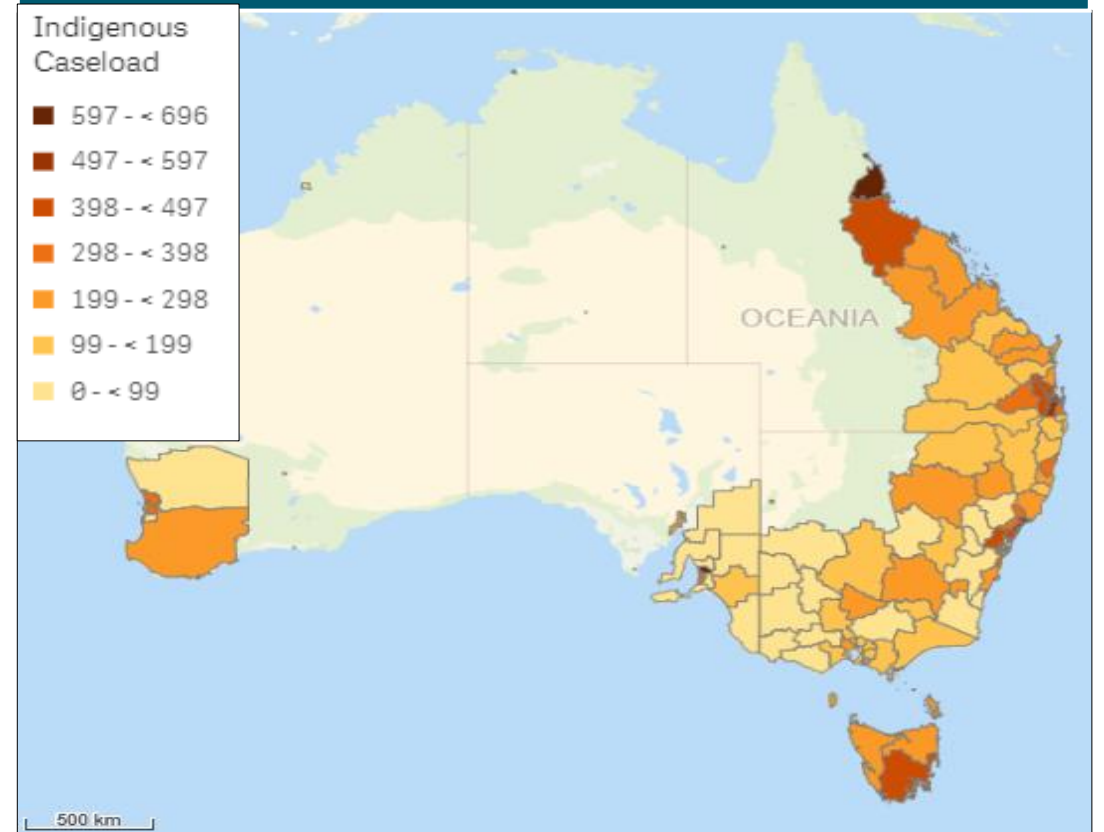 Indigenous
Caseload
597 - < 696
497 - < 597
398 - < 497
298 - < 398
199 - < 298
99 - < 199
0 - < 99
OCEANIA
500 km